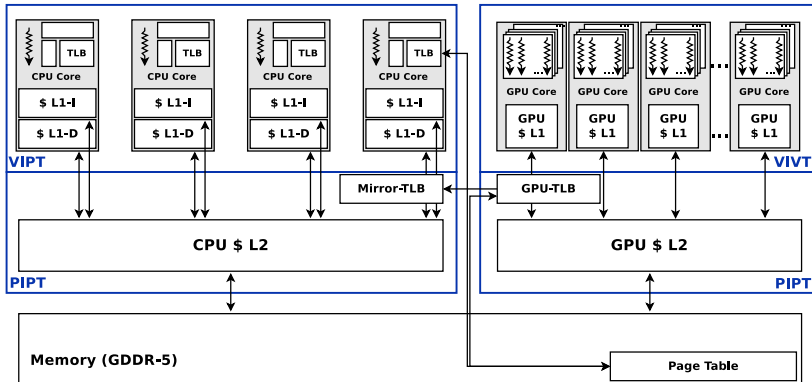 TLB
TLB
TLB
TLB
CPU Core
CPU Core
CPU Core
CPU Core
...
...
...
...
...
GPU Core
GPU Core
GPU Core
GPU Core
$ L1-I
$ L1-I
$ L1-I
$ L1-I
GPU
$ L1
GPU
$ L1
GPU
$ L1
GPU
$ L1
...
$ L1-D
$ L1-D
$ L1-D
$ L1-D
VIPT
VIVT
Mirror-TLB
GPU-TLB
CPU $ L2
GPU $ L2
PIPT
PIPT
Memory (GDDR-5)
Page Table